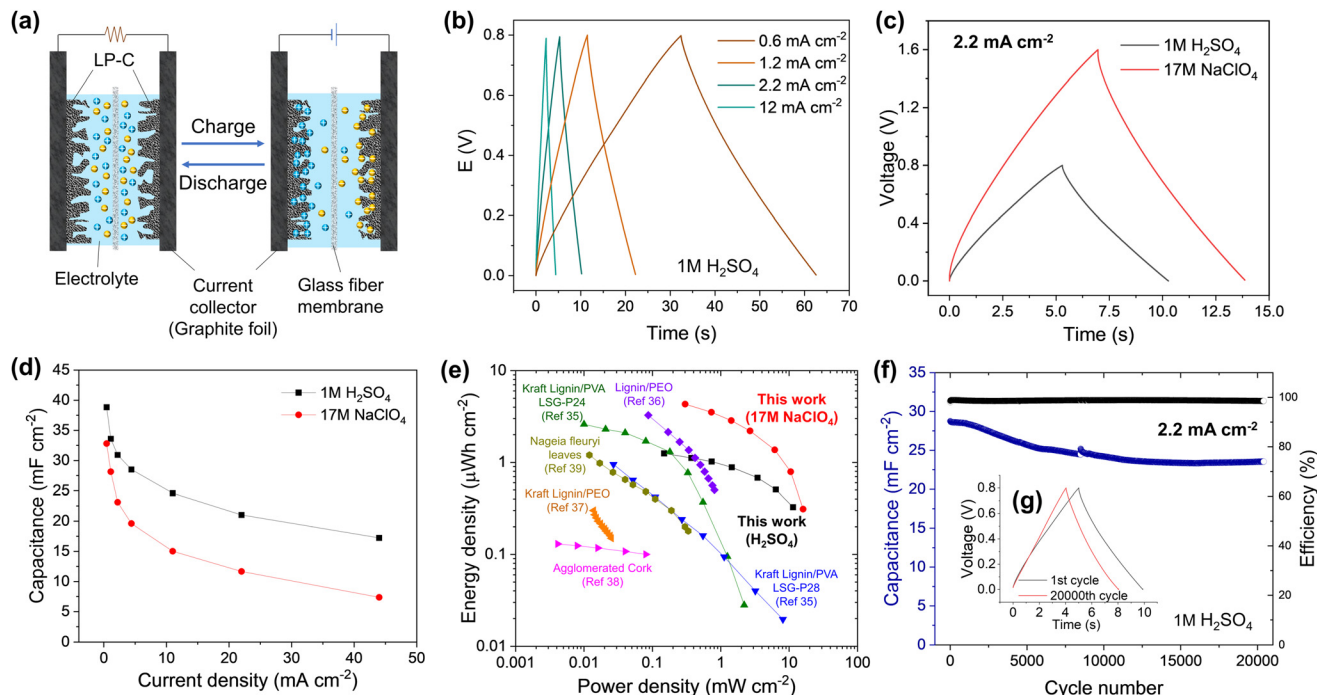 (a)
LP-C
Charge
Discharge
Electrolyte
Current
collector
(Graphite foil)
Glass fiber
membrane
(b)
0.6 mA cm⁻²
1.2 mA cm⁻²
2.2 mA cm⁻²
12 mA cm⁻²
E (V)
0.8
0.6
0.4
0.2
0.0
1M H₂SO₄
0 10 20 30 40 50 60 70
Time (s)
(c)
2.2 mA cm⁻²
1M H₂SO₄
17M NaClO₄
Voltage (V)
1.6
1.2
0.8
0.4
0.0
0.0 2.5 5.0 7.5 10.0 12.5 15.0
Time (s)
(d)
1M H₂SO₄
17M NaClO₄
Capacitance (mF cm⁻²)
45
40
35
30
25
20
15
10
5
0
0 10 20 30 40 50
Current density (mA cm⁻²)
(e)
Kraft Lignin/PVA
LSG-P24
(Ref 35)
Lignin/PEO
(Ref 36)
This work
(17M NaClO₄)
Nageia fleuryi
leaves
(Ref 39)
Kraft Lignin/PEO
(Ref 37)
This work
(H₂SO₄)
Agglomerated Cork
(Ref 38)
Kraft Lignin/PVA
LSG-P28
(Ref 35)
Energy density (µWh cm⁻²)
10
1
0.1
0.01
0.001 0.01 0.1 1 10 100
Power density (mW cm⁻²)
(f)
2.2 mA cm⁻²
Capacitance (mF cm⁻²)
35
30
25
20
15
10
5
0
Efficiency (%)
100
80
60
40
20
0
1M H₂SO₄
0 5000 10000 15000 20000
Cycle number
(g)
Voltage (V)
0.8
0.4
0.0
1st cycle
20000th cycle
0 2 4 6 8 10
Time (s)